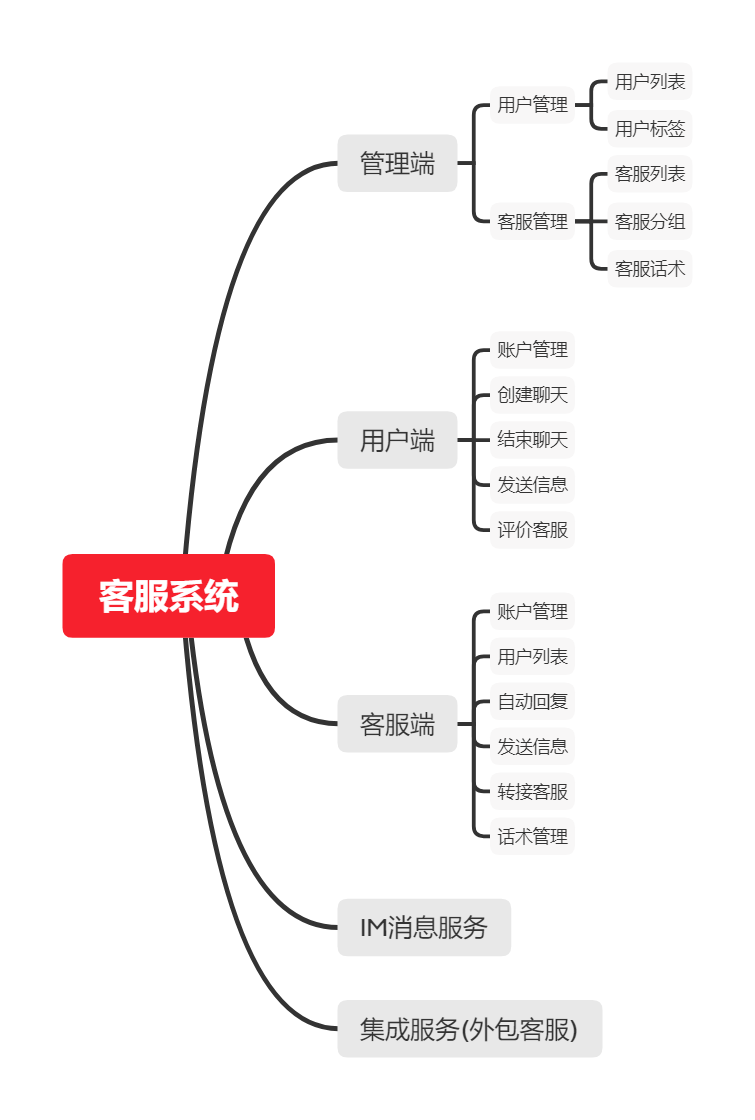 客服系统
管理端
用户管理
用户列表
用户标签
客服管理
客服列表
客服分组
客服话术
用户端
账户管理
创建聊天
结束聊天
发送信息
评价客服
客服端
账户管理
用户列表
自动回复
发送信息
转接客服
话术管理
IM消息服务
集成服务(外包客服)